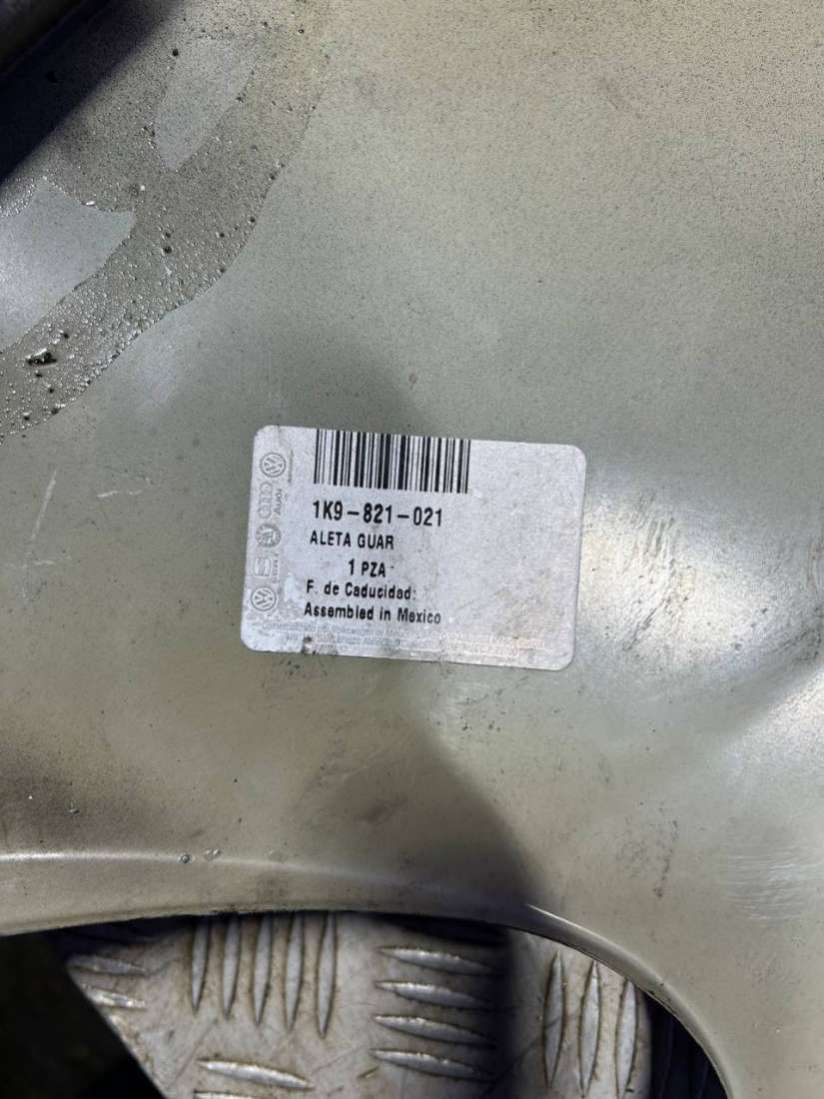 1K9-821-021
ALETA GUAR
1 PZA
F. de Caducidad:
Assembled in Mexico